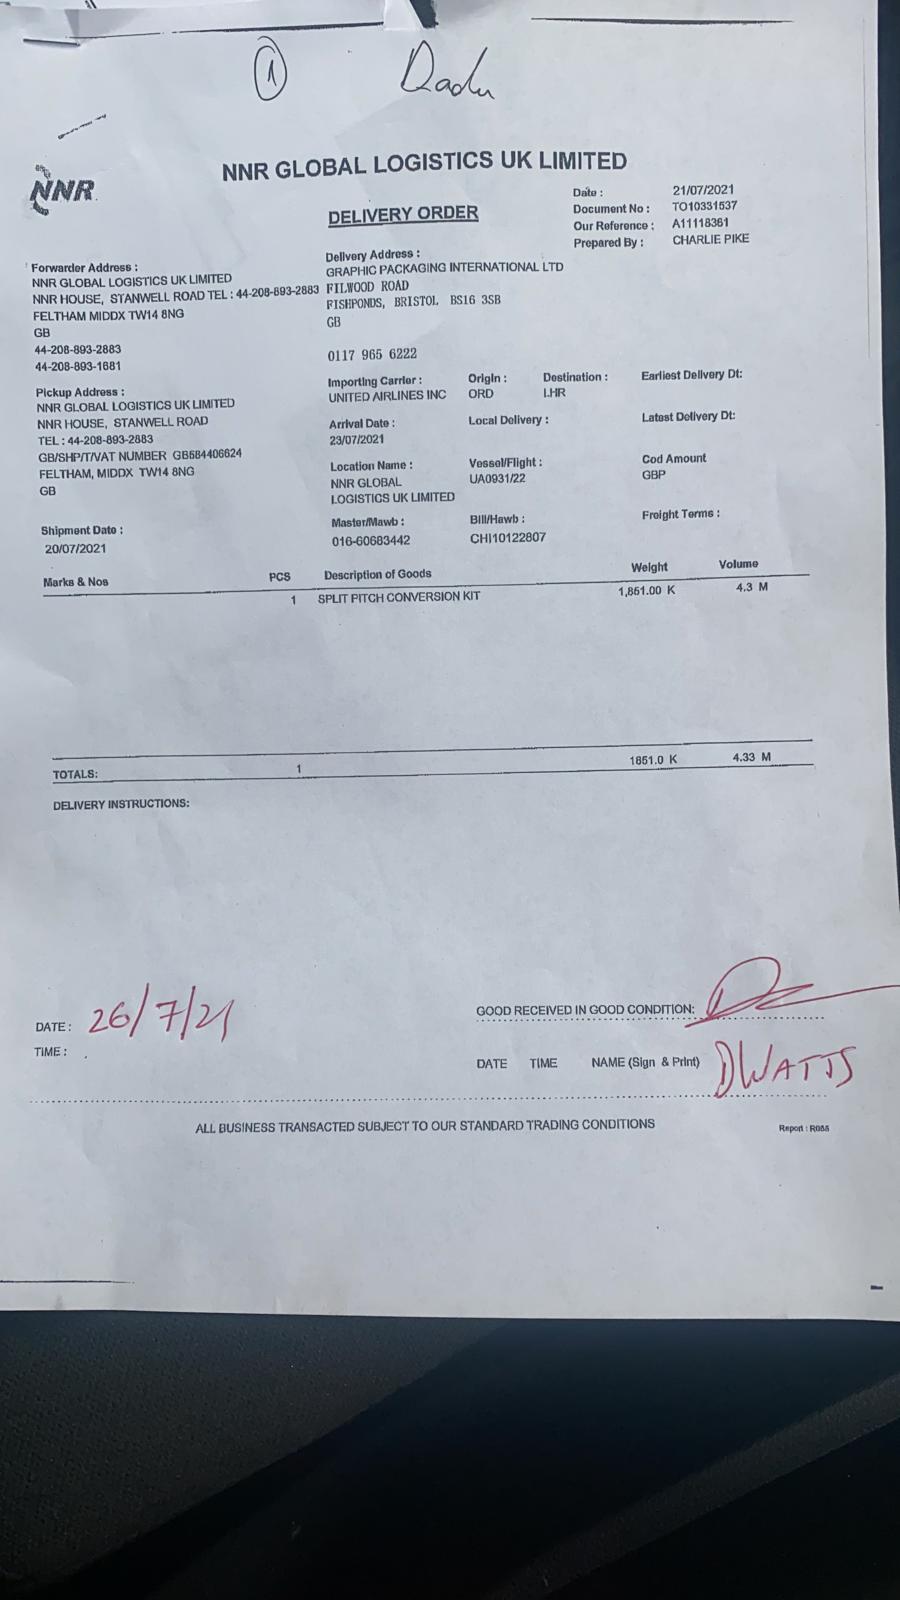 1 Radu
NNR GLOBAL LOGISTICS UK LIMITED
NNR
DELIVERY ORDER
Date : 21/07/2021
Document No : TO10331537
Our Reference : A11118361
Prepared By : CHARLIE PIKE
Forwarder Address :
NNR GLOBAL LOGISTICS UK LIMITED
NNR HOUSE, STANWELL ROAD TEL : 44-208-893-2883
FELTHAM MIDDX TW14 8NG
GB
44-208-893-2883
44-208-893-1681
Delivery Address :
GRAPHIC PACKAGING INTERNATIONAL LTD
FILWOOD ROAD
FISHPONDS, BRISTOL BS16 3SB
GB
0117 965 6222
Pickup Address :
NNR GLOBAL LOGISTICS UK LIMITED
NNR HOUSE, STANWELL ROAD
TEL : 44-208-893-2883
GB/SHP/T/VAT NUMBER GB584406624
FELTHAM, MIDDX TW14 8NG
GB
Importing Carrier : Origin : Destination : Earliest Delivery Dt:
UNITED AIRLINES INC ORD LHR
Arrival Date : Local Delivery : Latest Delivery Dt:
23/07/2021
Location Name : Vessel/Flight : Cod Amount
NNR GLOBAL UA0931/22 GBP
LOGISTICS UK LIMITED
Master/Mawb : Bill/Hawb : Freight Terms :
016-60683442 CHI10122807
Shipment Date :
20/07/2021
Marks & Nos PCS Description of Goods Weight Volume
1 SPLIT PITCH CONVERSION KIT 1,851.00 K 4.3 M
TOTALS: 1 1851.0 K 4.33 M
DELIVERY INSTRUCTIONS:
DATE : 26/7/21
TIME :
GOOD RECEIVED IN GOOD CONDITION:
DATE TIME NAME (Sign & Print) DWATTS
ALL BUSINESS TRANSACTED SUBJECT TO OUR STANDARD TRADING CONDITIONS
Report : R055